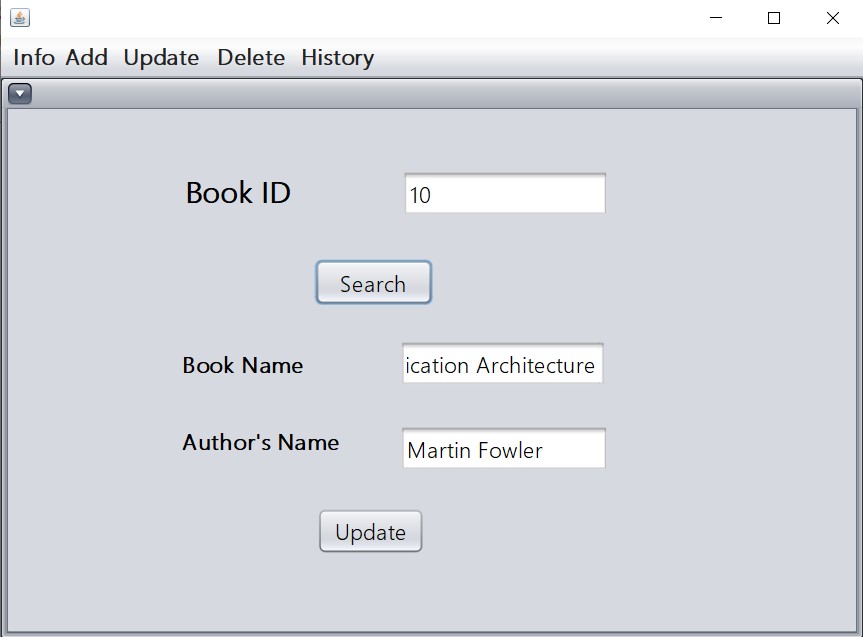 Info Add Update Delete History
Book ID 10
Search
Book Name ication Architecture
Author's Name Martin Fowler
Update